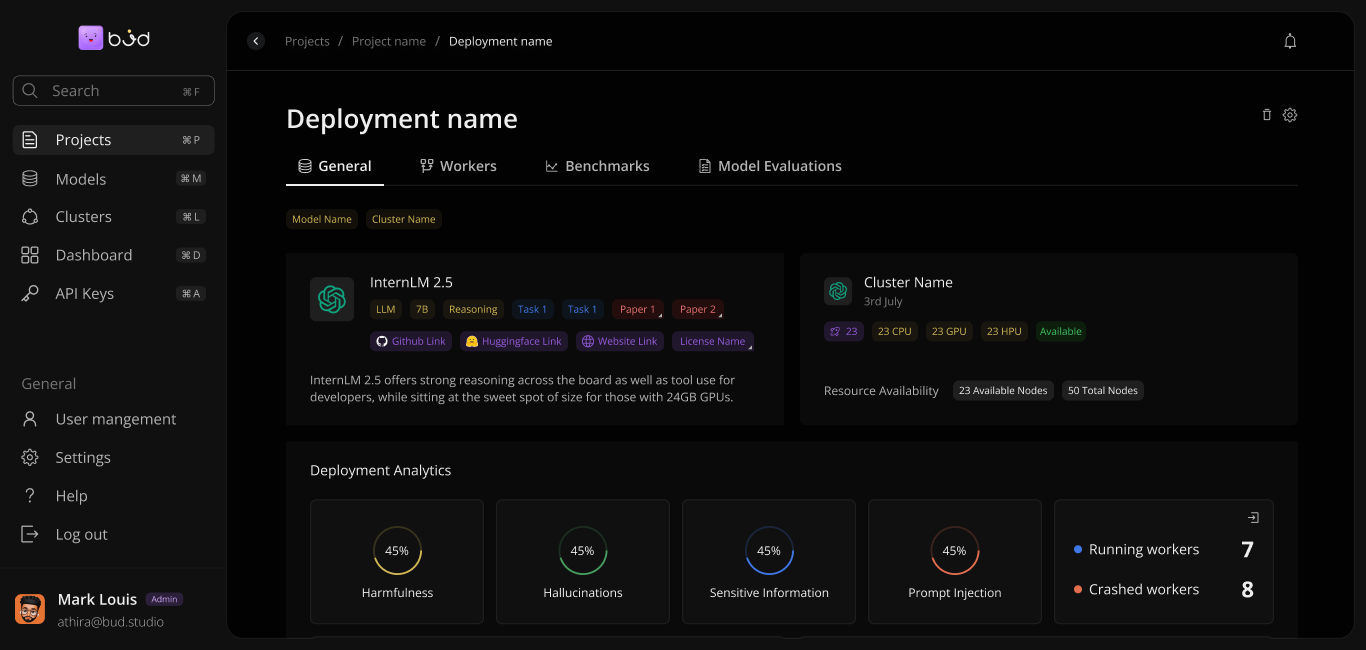 bud
Search ⌘ F
Projects ⌘ P
Models ⌘ M
Clusters ⌘ L
Dashboard ⌘ D
API Keys ⌘ A
General
User mangement
Settings
? Help
Log out
Mark Louis Admin
athira@bud.studio
Projects / Project name / Deployment name
Deployment name
General Workers Benchmarks Model Evaluations
Model Name Cluster Name
InternLM 2.5
LLM 7B Reasoning Task 1 Task 1 Paper 1 Paper 2
Github Link Huggingface Link Website Link License Name
InternLM 2.5 offers strong reasoning across the board as well as tool use for
developers, while sitting at the sweet spot of size for those with 24GB GPUs.
Cluster Name
3rd July
23 23 CPU 23 GPU 23 HPU Available
Resource Availability 23 Available Nodes 50 Total Nodes
Deployment Analytics
45%
Harmfulness
45%
Hallucinations
45%
Sensitive Information
45%
Prompt Injection
Running workers 7
Crashed workers 8